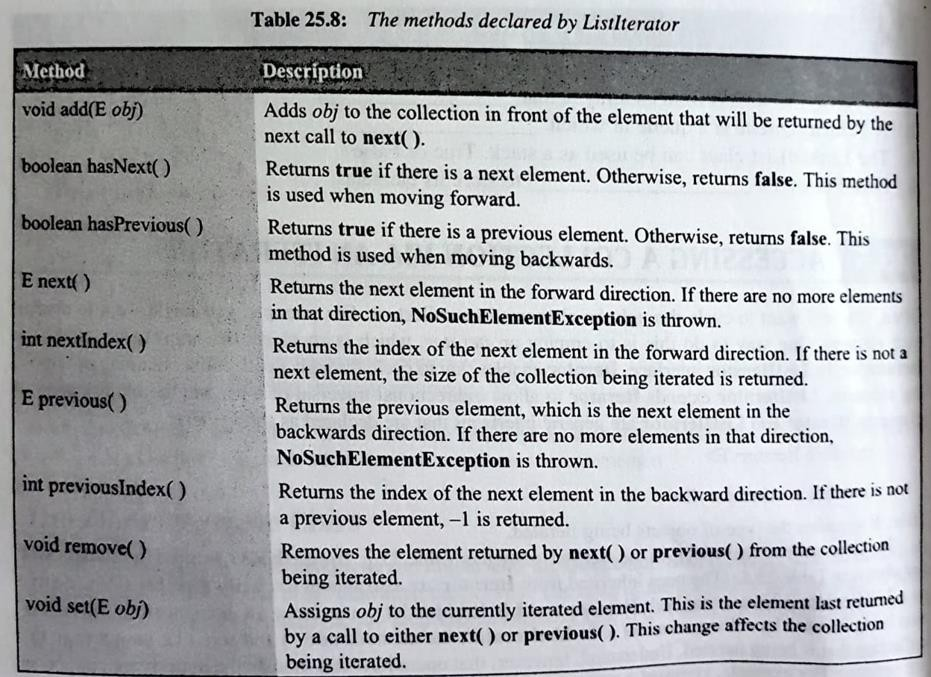 Table 25.8: The methods declared by ListIterator
Method Description
void add(E obj) Adds obj to the collection in front of the element that will be returned by the
next call to next( ).
boolean hasNext( ) Returns true if there is a next element. Otherwise, returns false. This method
is used when moving forward.
boolean hasPrevious( ) Returns true if there is a previous element. Otherwise, returns false. This
method is used when moving backwards.
E next( ) Returns the next element in the forward direction. If there are no more elements
in that direction, NoSuchElementException is thrown.
int nextIndex( ) Returns the index of the next element in the forward direction. If there is not a
next element, the size of the collection being iterated is returned.
E previous( ) Returns the previous element, which is the next element in the
backwards direction. If there are no more elements in that direction,
NoSuchElementException is thrown.
int previousIndex( ) Returns the index of the next element in the backward direction. If there is not
a previous element, –1 is returned.
void remove( ) Removes the element returned by next( ) or previous( ) from the collection
being iterated.
void set(E obj) Assigns obj to the currently iterated element. This is the element last returned
by a call to either next( ) or previous( ). This change affects the collection
being iterated.